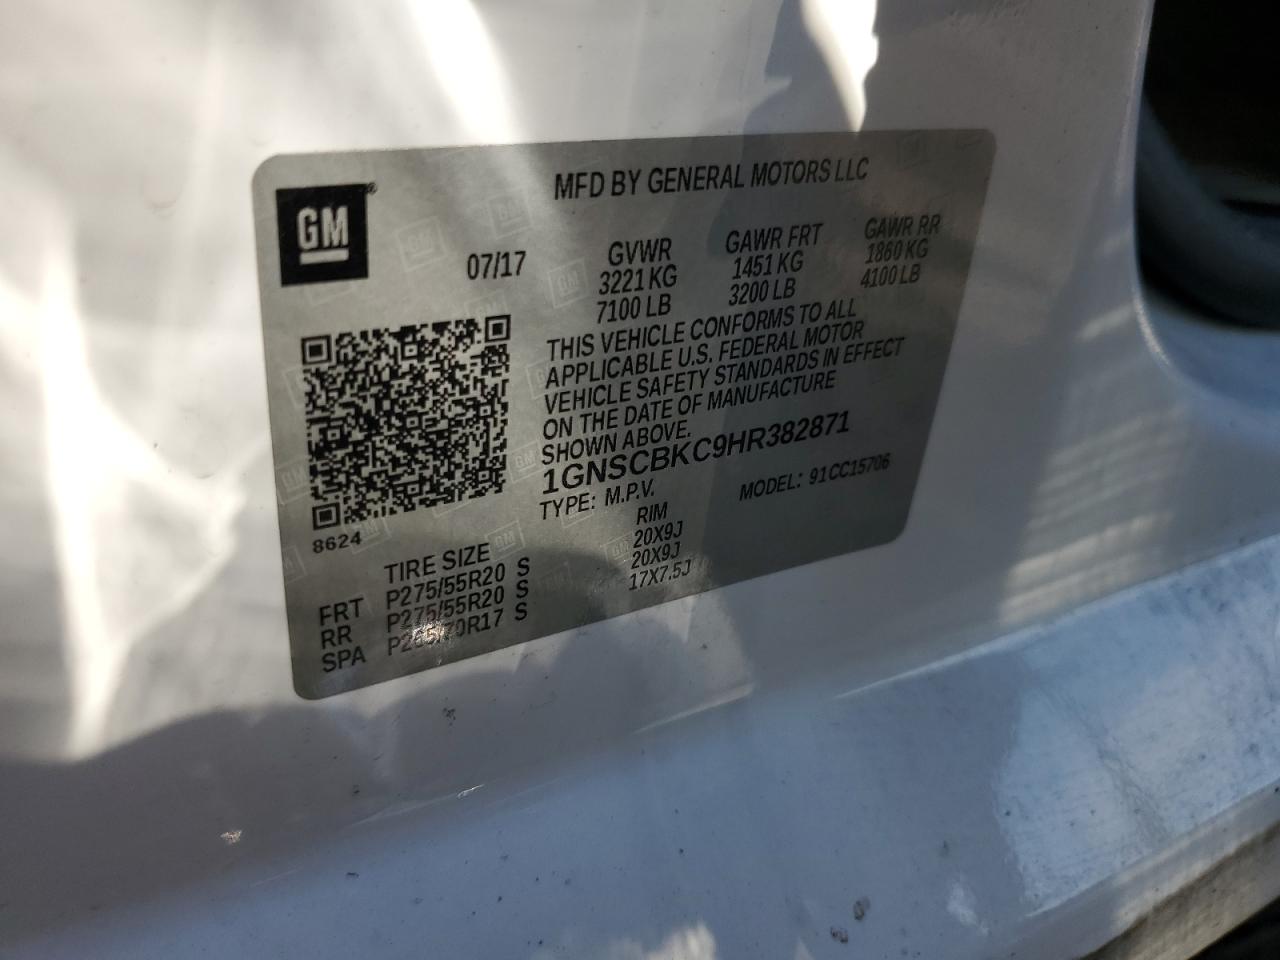 MFD BY GENERAL MOTORS LLC
GM®
07/17 GVWR GAWR FRT GAWR RR
3221 KG 1451 KG 1860 KG
7100 LB 3200 LB 4100 LB
THIS VEHICLE CONFORMS TO ALL
APPLICABLE U.S. FEDERAL MOTOR
VEHICLE SAFETY STANDARDS IN EFFECT
ON THE DATE OF MANUFACTURE
SHOWN ABOVE.
1GNSCBKC9HR382871
TYPE: M.P.V. MODEL: 91CC15706
8624
TIRE SIZE RIM
FRT P275/55R20 S 20X9J
RR P275/55R20 S 20X9J
SPA P265/70R17 S 17X7.5J